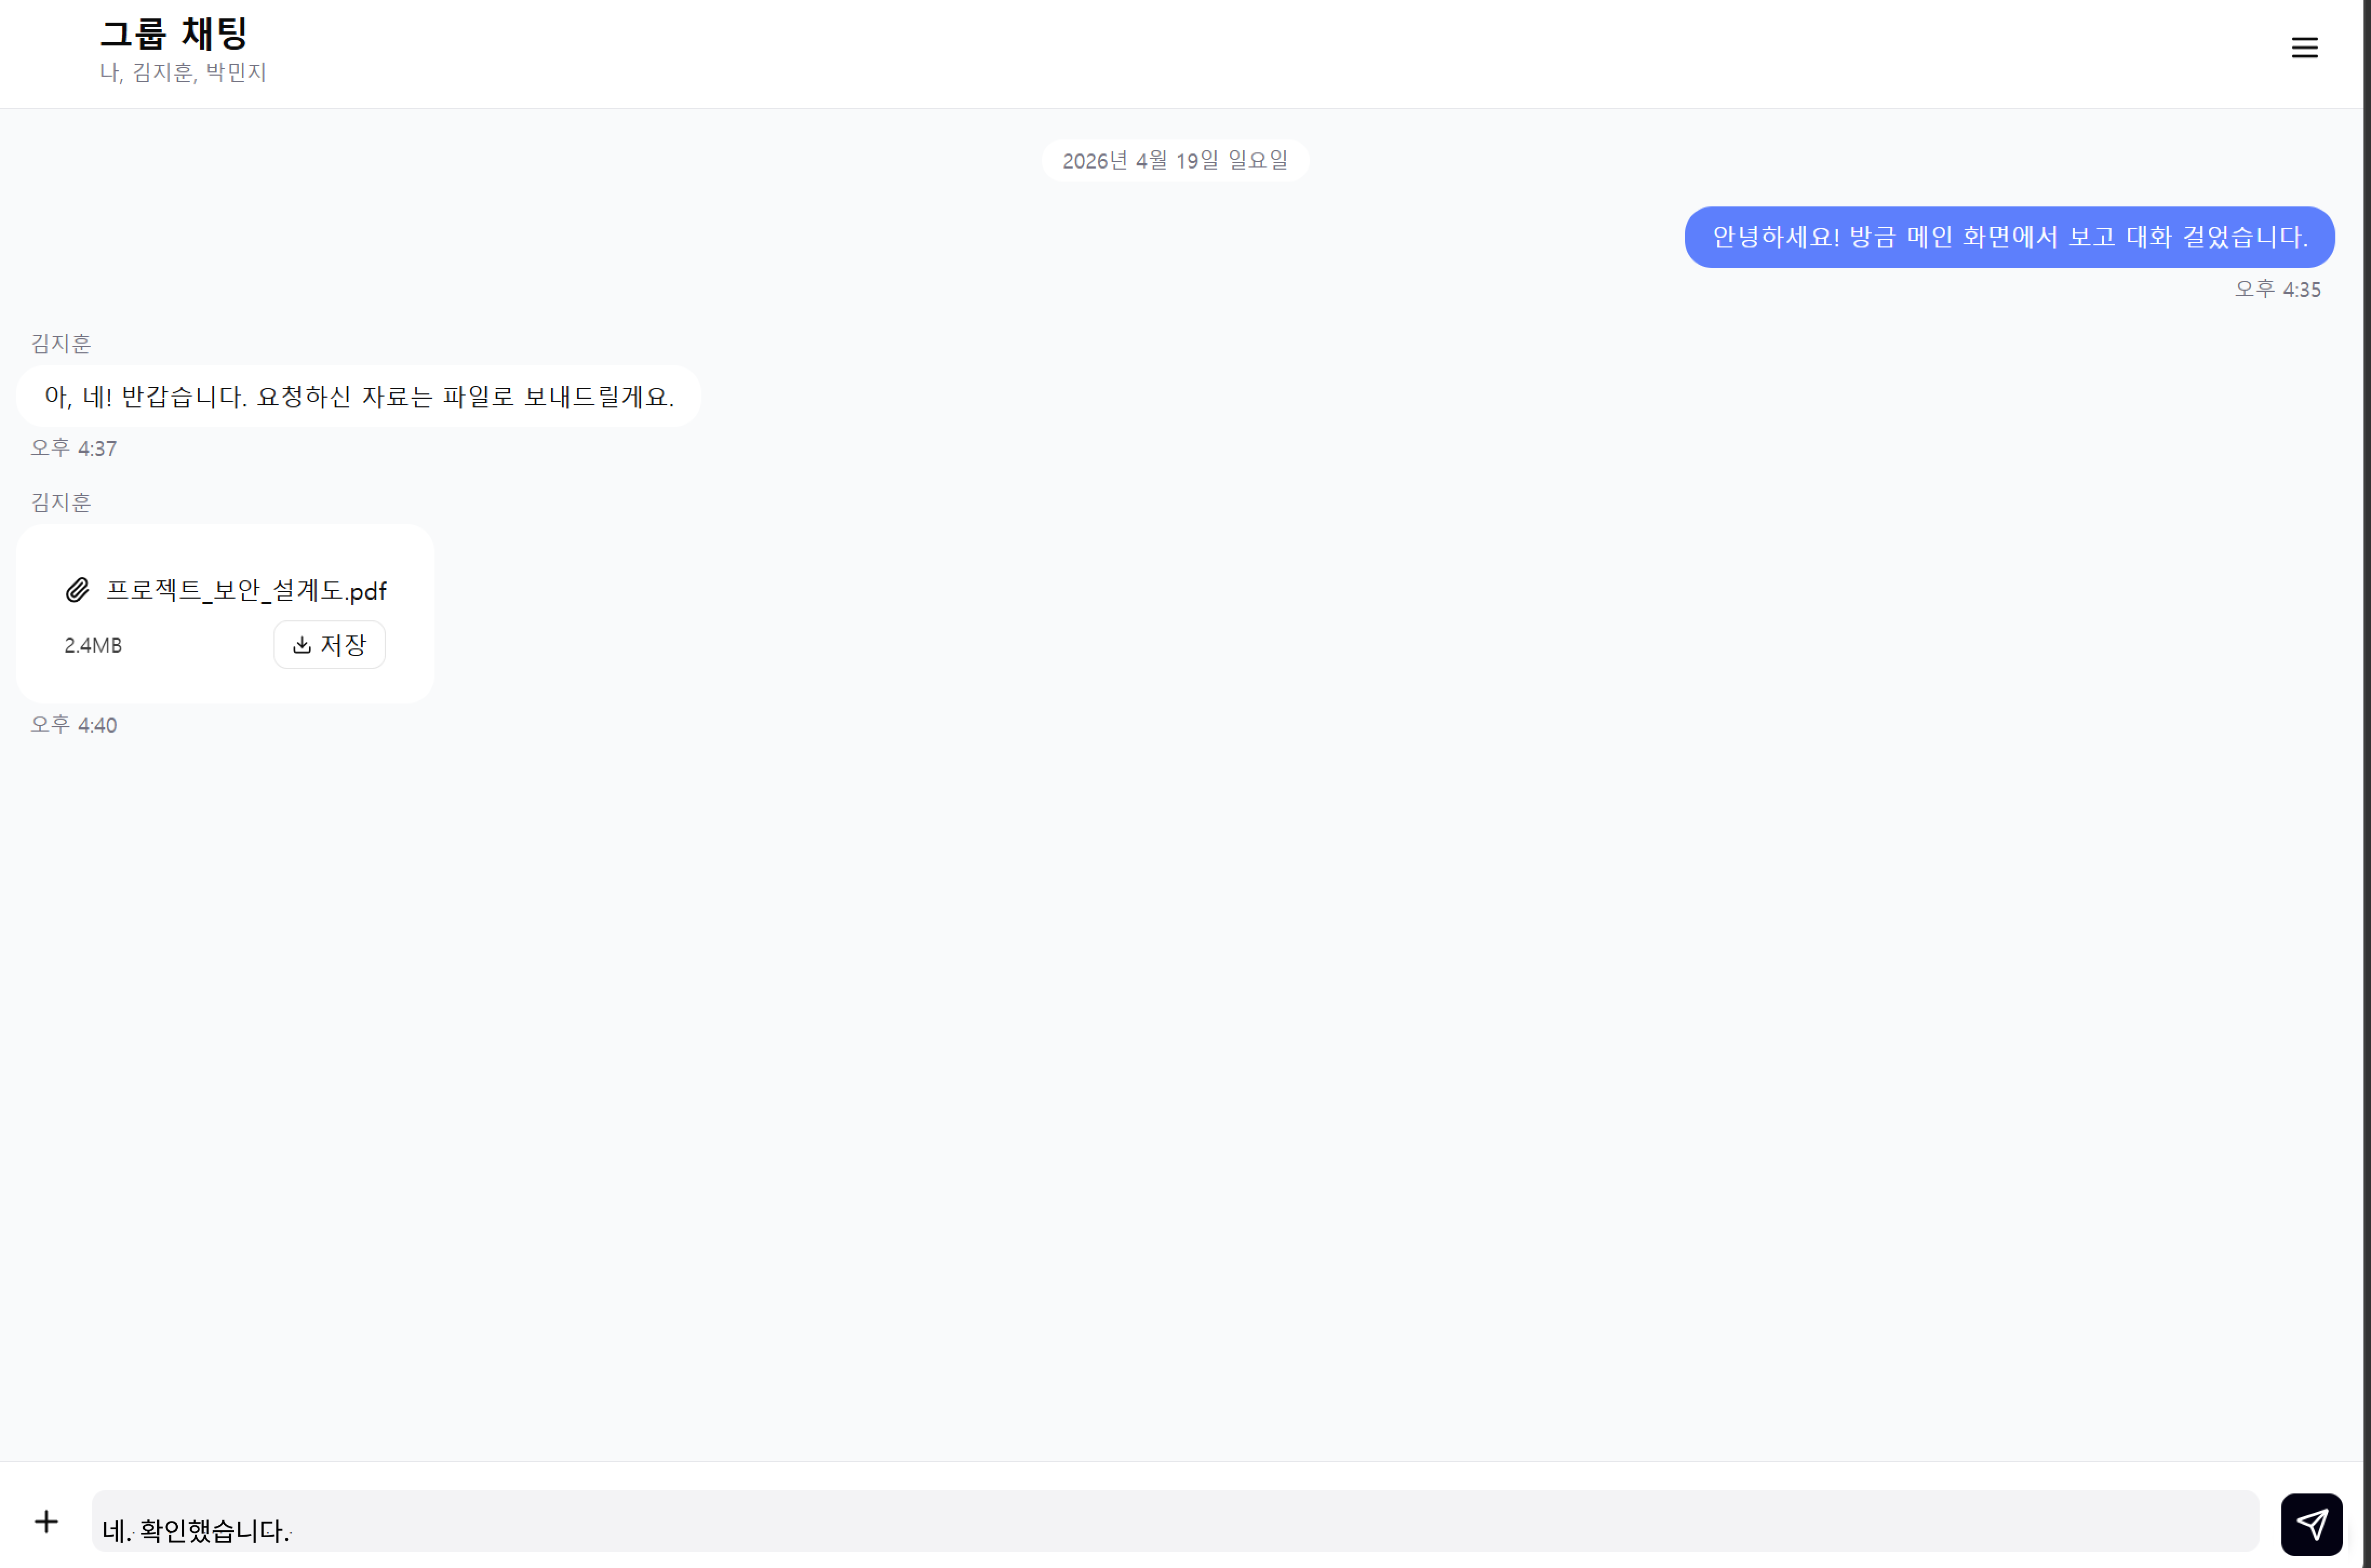 그룹 채팅
나, 김지훈, 박민지
2026년 4월 19일 일요일
안녕하세요! 방금 메인 화면에서 보고 대화 걸었습니다.
오후 4:35
김지훈
아, 네! 반갑습니다. 요청하신 자료는 파일로 보내드릴게요.
오후 4:37
김지훈
프로젝트_보안_설계도.pdf
2.4MB
저장
오후 4:40
네. 확인했습니다.